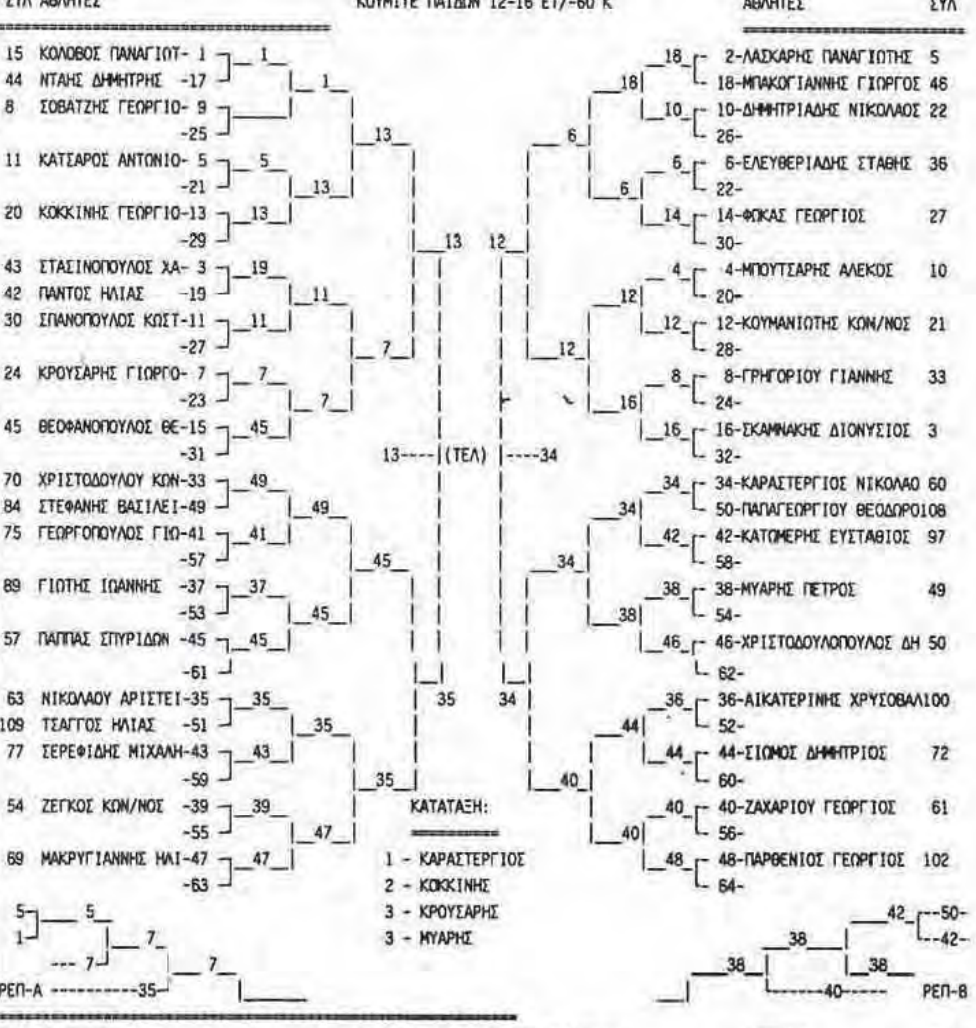 ΣΥΛ ΑΘΛΗΤΕΣ ΚΟΥΜΙΤΕ ΠΑΙΔΩΝ 12-16 ΕΤ/-60 Κ ΑΘΛΗΤΕΣ ΣΥΛ
15 ΚΟΛΟΒΟΣ ΠΑΝΑΓΙΩΤ- 1 1 18 2-ΛΑΣΚΑΡΗΣ ΠΑΝΑΓΙΩΤΗΣ 5
44 ΝΤΑΗΣ ΔΗΜΗΤΡΗΣ -17 1 18 18-ΜΠΑΚΟΓΙΑΝΝΗΣ ΓΙΩΡΓΟΣ 46
8 ΣΟΒΑΤΖΗΣ ΓΕΩΡΓΙΟ- 9 10 10-ΔΗΜΗΤΡΙΑΔΗΣ ΝΙΚΟΛΑΟΣ 22
-25 13 6 26-
11 ΚΑΤΣΑΡΟΣ ΑΝΤΩΝΙΟ- 5 5 6 6-ΕΛΕΥΘΕΡΙΑΔΗΣ ΣΤΑΘΗΣ 36
-21 13 6 22-
20 ΚΟΚΚΙΝΗΣ ΓΕΩΡΓΙΟ-13 13 14 14-ΦΩΚΑΣ ΓΕΩΡΓΙΟΣ 27
-29 30-
13 12
43 ΣΤΑΣΙΝΟΠΟΥΛΟΣ ΧΑ- 3 19 4 4-ΜΠΟΥΤΣΑΡΗΣ ΑΛΕΚΟΣ 10
42 ΠΑΝΤΟΣ ΗΛΙΑΣ -19 11 12 20-
30 ΣΠΑΝΟΠΟΥΛΟΣ ΚΩΣΤ-11 11 12 12-ΚΟΥΜΑΝΙΩΤΗΣ ΚΩΝ/ΝΟΣ 21
-27 7 12 28-
24 ΚΡΟΥΣΑΡΗΣ ΓΙΩΡΓΟ- 7 7 8 8-ΓΡΗΓΟΡΙΟΥ ΓΙΑΝΝΗΣ 33
-23 7 16 24-
45 ΘΕΟΦΑΝΟΠΟΥΛΟΣ ΘΕ-15 45 16 16-ΣΚΑΜΝΑΚΗΣ ΔΙΟΝΥΣΙΟΣ 3
-31 13----(ΤΕΛ) ----34 32-
70 ΧΡΙΣΤΟΔΟΥΛΟΥ ΚΩΝ-33 49 34 34-ΚΑΡΑΣΤΕΡΓΙΟΣ ΝΙΚΟΛΑΟ 60
84 ΣΤΕΦΑΝΗΣ ΒΑΣΙΛΕΙ-49 49 34 50-ΠΑΠΑΓΕΩΡΓΙΟΥ ΘΕΟΔΩΡΟ108
75 ΓΕΩΡΓΟΠΟΥΛΟΣ ΓΙΩ-41 41 42 42-ΚΑΤΩΜΕΡΗΣ ΕΥΣΤΑΘΙΟΣ 97
-57 45 34 58-
89 ΓΙΩΤΗΣ ΙΩΑΝΝΗΣ -37 37 38 38-ΜΥΑΡΗΣ ΠΕΤΡΟΣ 49
-53 45 38 54-
57 ΠΑΠΠΑΣ ΣΠΥΡΙΔΩΝ -45 45 46 46-ΧΡΙΣΤΟΔΟΥΛΟΠΟΥΛΟΣ ΔΗ 50
-61 62-
63 ΝΙΚΟΛΑΟΥ ΑΡΙΣΤΕΙ-35 35 35 34 36 36-ΑΙΚΑΤΕΡΙΝΗΣ ΧΡΥΣΟΒΑΛ100
109 ΤΣΑΓΓΟΣ ΗΛΙΑΣ -51 35 44 52-
77 ΣΕΡΕΦΙΔΗΣ ΜΙΧΑΛΗ-43 43 44 44-ΣΙΩΜΟΣ ΔΗΜΗΤΡΙΟΣ 72
-59 35 40 60-
54 ΖΕΓΚΟΣ ΚΩΝ/ΝΟΣ -39 39 ΚΑΤΑΤΑΞΗ: 40 40-ΖΑΧΑΡΙΟΥ ΓΕΩΡΓΙΟΣ 61
-55 47 40 56-
69 ΜΑΚΡΥΓΙΑΝΝΗΣ ΗΛΙ-47 47 1 - ΚΑΡΑΣΤΕΡΓΙΟΣ 48 48-ΠΑΡΘΕΝΙΟΣ ΓΕΩΡΓΙΟΣ 102
-63 2 - ΚΟΚΚΙΝΗΣ 64-
5 5 3 - ΚΡΟΥΣΑΡΗΣ 42 --50-
1 7 3 - ΜΥΑΡΗΣ 38 --42-
--- 7 7 38 38
ΡΕΠ-Α ----------35 ------40---- ΡΕΠ-Β